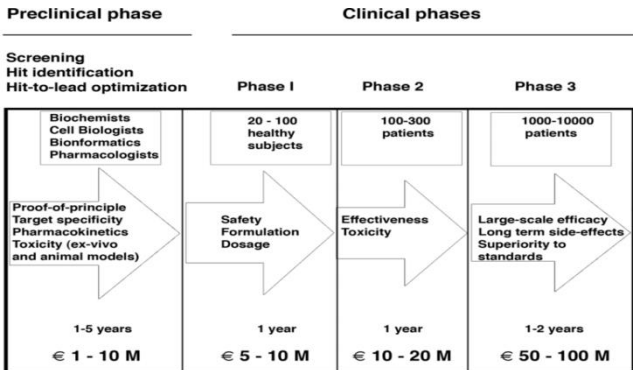 Preclinical phase
Clinical phases
Screening
Hit identification
Hit-to-lead optimization
Phase I
Phase 2
Phase 3
Biochemists
Cell Biologists
Bionformatics
Pharmacologists
20 - 100
healthy
subjects
100-300
patients
1000-10000
patients
Proof-of-principle
Target specificity
Pharmacokinetics
Toxicity (ex-vivo
and animal models)
Safety
Formulation
Dosage
Effectiveness
Toxicity
Large-scale efficacy
Long term side-effects
Superiority to
standards
1-5 years
1 year
1 year
1-2 years
€ 1 - 10 M
€ 5 - 10 M
€ 10 - 20 M
€ 50 - 100 M